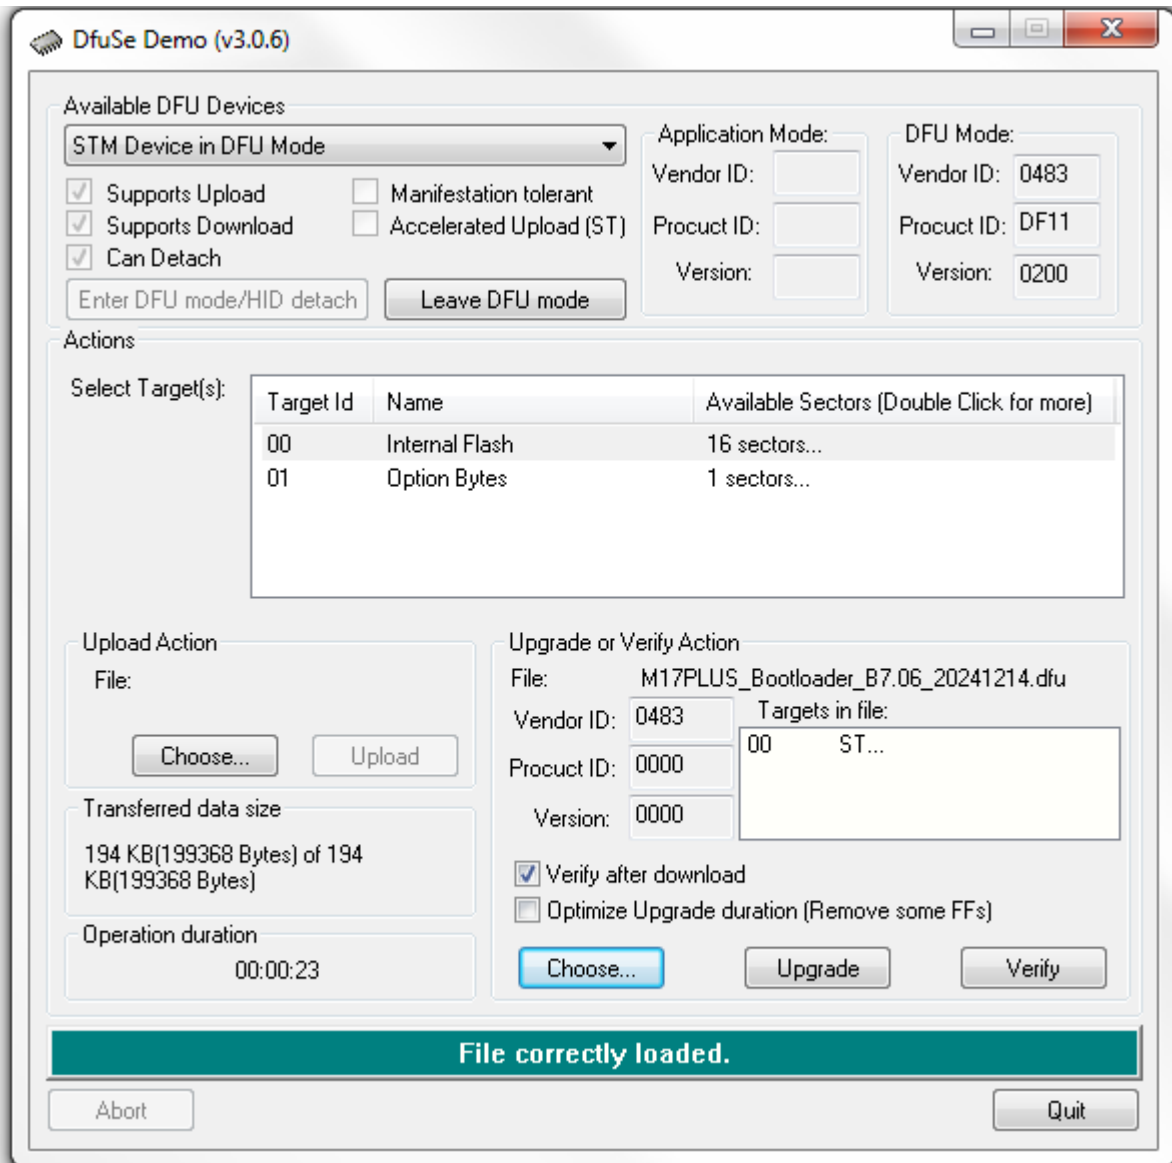 DfuSe Demo (v3.0.6)
Available DFU Devices
STM Device in DFU Mode
Supports Upload
Manifestation tolerant
Supports Download
Accelerated Upload (ST)
Can Detach
Enter DFU mode/HID detach
Leave DFU mode
Application Mode:
Vendor ID:
Procuct ID:
Version:
DFU Mode:
Vendor ID: 0483
Procuct ID: DF11
Version: 0200
Actions
Select Target(s):
Target Id Name Available Sectors (Double Click for more)
00 Internal Flash 16 sectors...
01 Option Bytes 1 sectors...
Upload Action
File:
Choose... Upload
Transferred data size
194 KB(199368 Bytes) of 194
KB(199368 Bytes)
Operation duration
00:00:23
Upgrade or Verify Action
File: M17PLUS_Bootloader_B7.06_20241214.dfu
Vendor ID: 0483
Procuct ID: 0000
Version: 0000
Targets in file:
00 ST...
Verify after download
Optimize Upgrade duration (Remove some FFs)
Choose... Upgrade Verify
File correctly loaded.
Abort Quit